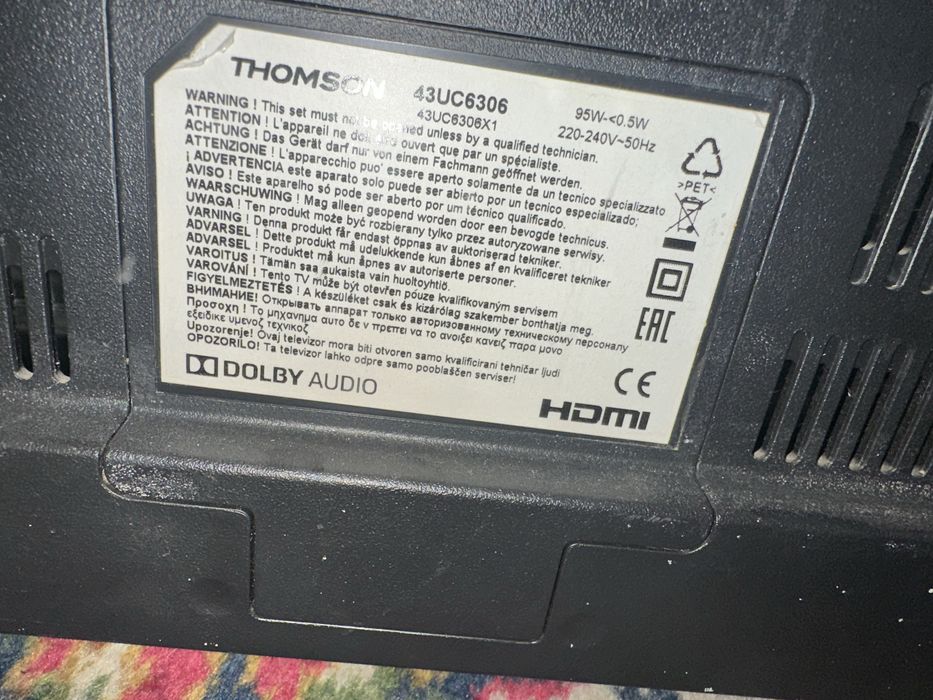 THOMSON 43UC6306
43UC6306X1
95W-<0.5W
220-240V~50Hz
WARNING ! This set must not be opened unless by a qualified technician.
ATTENTION ! L'appareil ne doit être ouvert que par un spécialiste.
ACHTUNG ! Das Gerät darf nur von einem Fachmann geöffnet werden.
ATTENZIONE ! L'apparecchio puo' essere aperto solamente da un tecnico specializzato
¡ ADVERTENCIA este aparato solo puede ser abierto por un tecnico especializado;
AVISO ! Este aparelho só pode ser aberto por um técnico qualificado.
WAARSCHUWING ! Mag alleen geopend worden door een bevogde technicus.
UWAGA ! Ten produkt może być rozbierany tylko przez autoryzowane serwisy.
VARNING ! Denna produkt får endast öppnas av auktoriserad tekniker.
ADVARSEL ! Dette produkt må udelukkende kun åbnes af en kvalificeret tekniker
ADVARSEL ! Produktet må kun åpnes av autoriserte personer.
VAROITUS ! Tämän saa aukaista vain huoltoyhtiö.
VAROVÁNÍ ! Tento TV může být otevřen pouze kvalifikovaným servisem
FIGYELMEZTETÉS ! A készüléket csak és kizárólag szakember bonthatja meg.
ВНИМАНИЕ! Открывать аппарат только авторизованному техническому персоналу
Προσοχη ! Το μηχανημα αυτο δε ν πρεπει να το ανοιξει κανείς παρα μονο
εξειδικε υμενος τεχνικος
Upozorenje! Ovaj televizor mora biti otvoren samo kvalificirani tehničar ljudi
OPOZORILO! Ta televizor lahko odpre samo pooblaščen serviser!
DOLBY AUDIO
>PET<
EAC
CE
HDMI